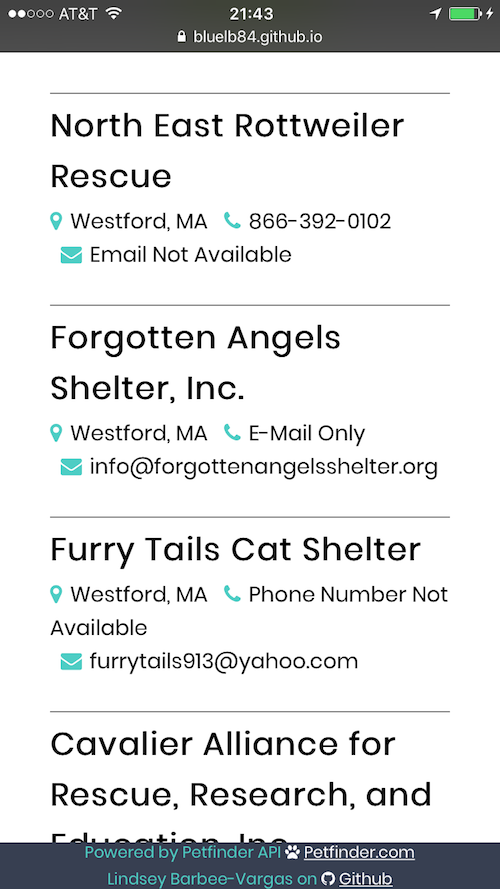 AT&T 21:43
bluelb84.github.io
North East Rottweiler
Rescue
Westford, MA 866-392-0102
Email Not Available
Forgotten Angels
Shelter, Inc.
Westford, MA E-Mail Only
info@forgottenangelsshelter.org
Furry Tails Cat Shelter
Westford, MA Phone Number Not
Available
furrytails913@yahoo.com
Cavalier Alliance for
Rescue, Research, and
Education, Inc.
Powered by Petfinder API Petfinder.com
Lindsey Barbee-Vargas on Github